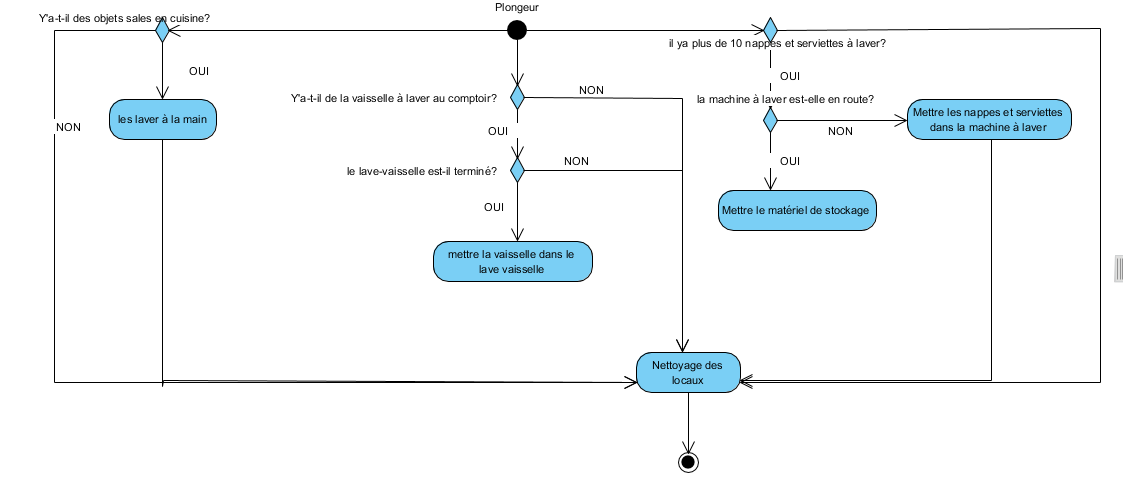 Plongeur
Y'a-t-il des objets sales en cuisine?
il ya plus de 10 nappes et serviettes à laver?
OUI
OUI
NON
Y'a-t-il de la vaisselle à laver au comptoir?
la machine à laver est-elle en route?
les laver à la main
Mettre les nappes et serviettes
dans la machine à laver
NON
OUI
NON
NON
OUI
le lave-vaisselle est-il terminé?
OUI
Mettre le matériel de stockage
mettre la vaisselle dans le
lave vaisselle
Nettoyage des
locaux